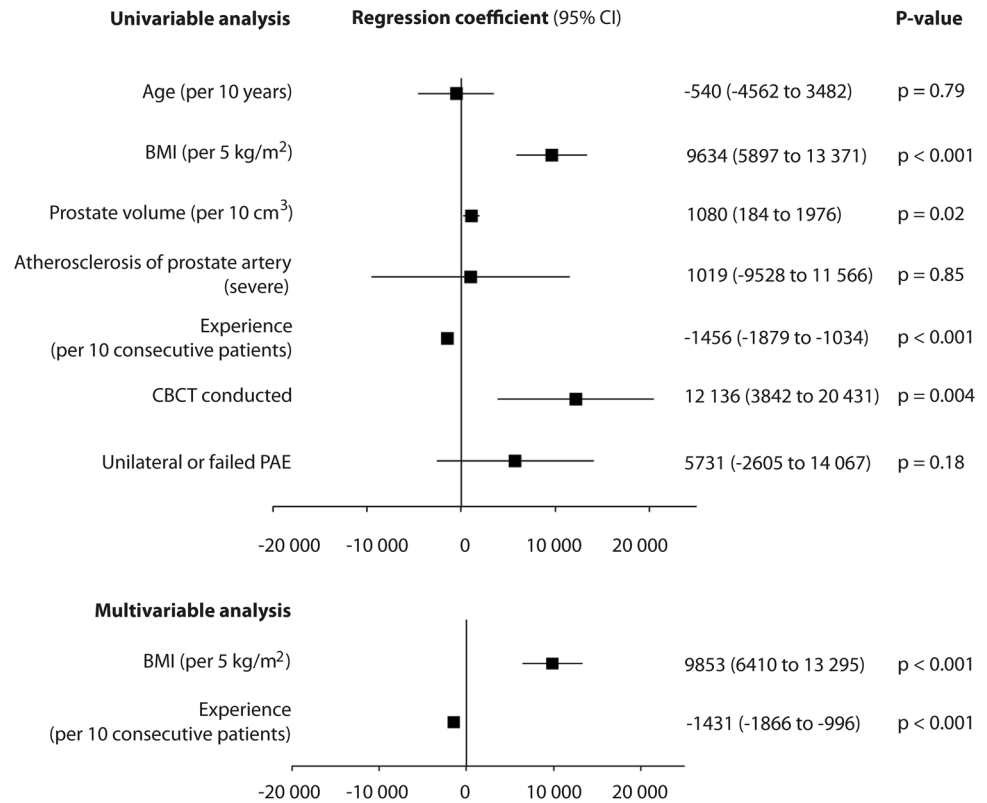 Univariable analysis Regression coefficient (95% CI) P-value
Age (per 10 years) -540 (-4562 to 3482) p = 0.79
BMI (per 5 kg/m²) 9634 (5897 to 13 371) p < 0.001
Prostate volume (per 10 cm³) 1080 (184 to 1976) p = 0.02
Atherosclerosis of prostate artery
(severe) 1019 (-9528 to 11 566) p = 0.85
Experience
(per 10 consecutive patients) -1456 (-1879 to -1034) p < 0.001
CBCT conducted 12 136 (3842 to 20 431) p = 0.004
Unilateral or failed PAE 5731 (-2605 to 14 067) p = 0.18
-20 000 -10 000 0 10 000 20 000
Multivariable analysis
BMI (per 5 kg/m²) 9853 (6410 to 13 295) p < 0.001
Experience
(per 10 consecutive patients) -1431 (-1866 to -996) p < 0.001
-20 000 -10 000 0 10 000 20 000